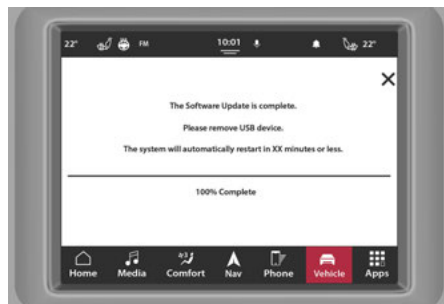 22° FM 10:01 22°
The Software Update is complete.
Please remove USB device.
The system will automatically restart in XX minutes or less.
100% Complete
Home Media Comfort Nav Phone Vehicle Apps